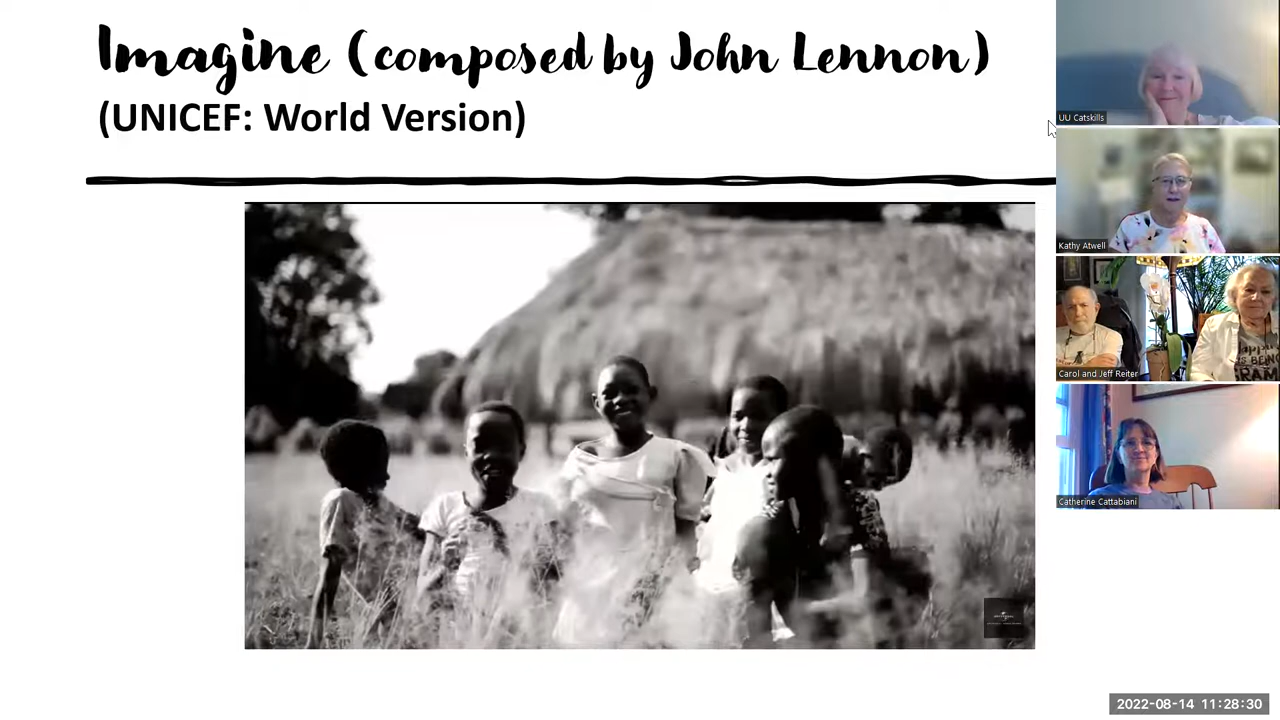 Imagine (composed by John Lennon)
(UNICEF: World Version)
UU Catskills
Kathy Atwell
Carol and Jeff Reiter
Catherine Cattabiani
2022-08-14 11:28:30